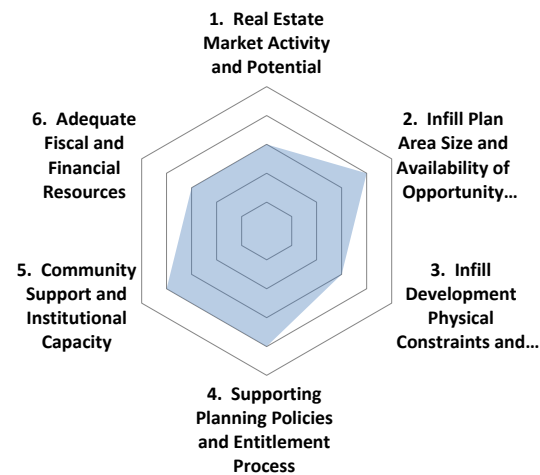 1. Real Estate
Market Activity
and Potential
2. Infill Plan
Area Size and
Availability of
Opportunity…
3. Infill
Development
Physical
Constraints and…
4. Supporting
Planning Policies
and Entitlement
Process
5. Community
Support and
Institutional
Capacity
6. Adequate
Fiscal and
Financial
Resources